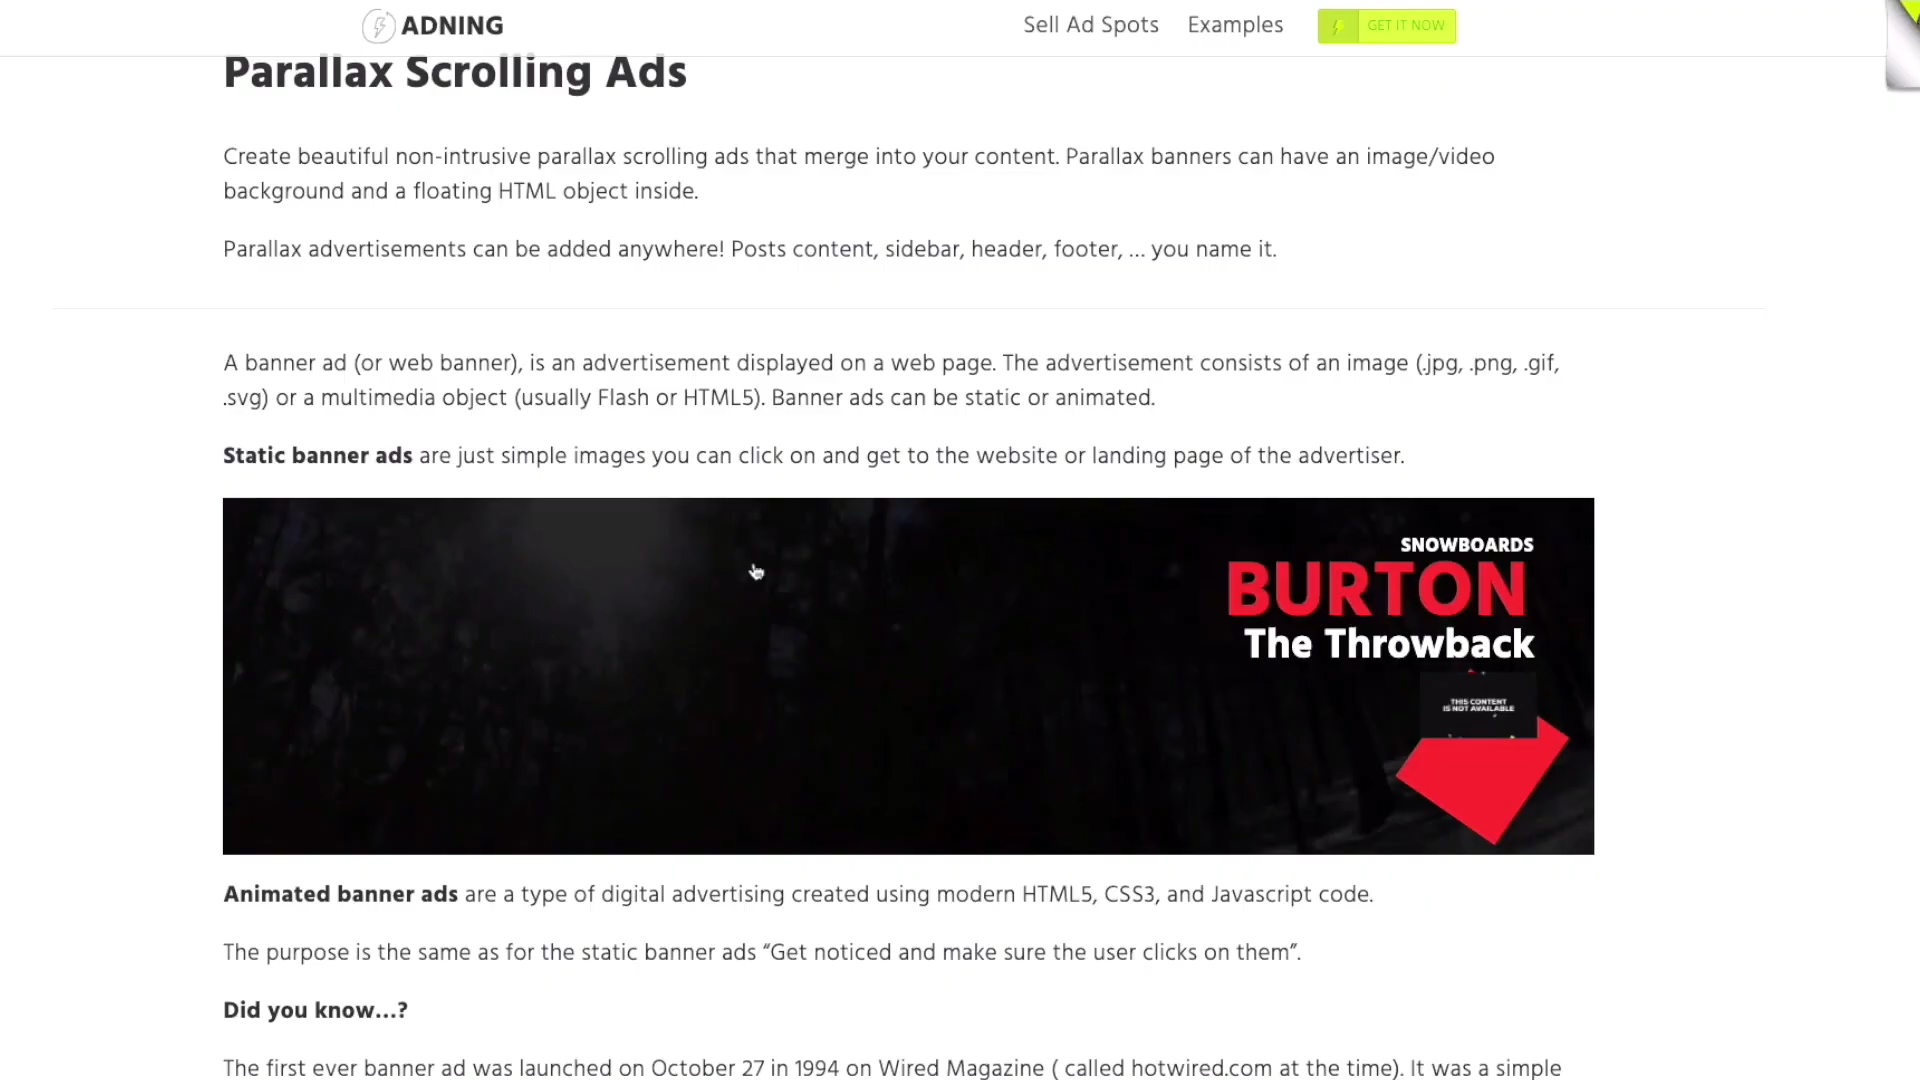 ADNING
Sell Ad Spots
Examples
GET IT NOW
Parallax Scrolling Ads
Create beautiful non-intrusive parallax scrolling ads that merge into your content. Parallax banners can have an image/video
background and a floating HTML object inside.
Parallax advertisements can be added anywhere! Posts content, sidebar, header, footer, ... you name it.
A banner ad (or web banner), is an advertisement displayed on a web page. The advertisement consists of an image (.jpg, .png, .gif,
.svg) or a multimedia object (usually Flash or HTML5). Banner ads can be static or animated.
Static banner ads are just simple images you can click on and get to the website or landing page of the advertiser.
SNOWBOARDS
BURTON
The Throwback
THIS CONTENT
IS NOT AVAILABLE
Animated banner ads are a type of digital advertising created using modern HTML5, CSS3, and Javascript code.
The purpose is the same as for the static banner ads “Get noticed and make sure the user clicks on them”.
Did you know...?
The first ever banner ad was launched on October 27 in 1994 on Wired Magazine ( called hotwired.com at the time). It was a simple